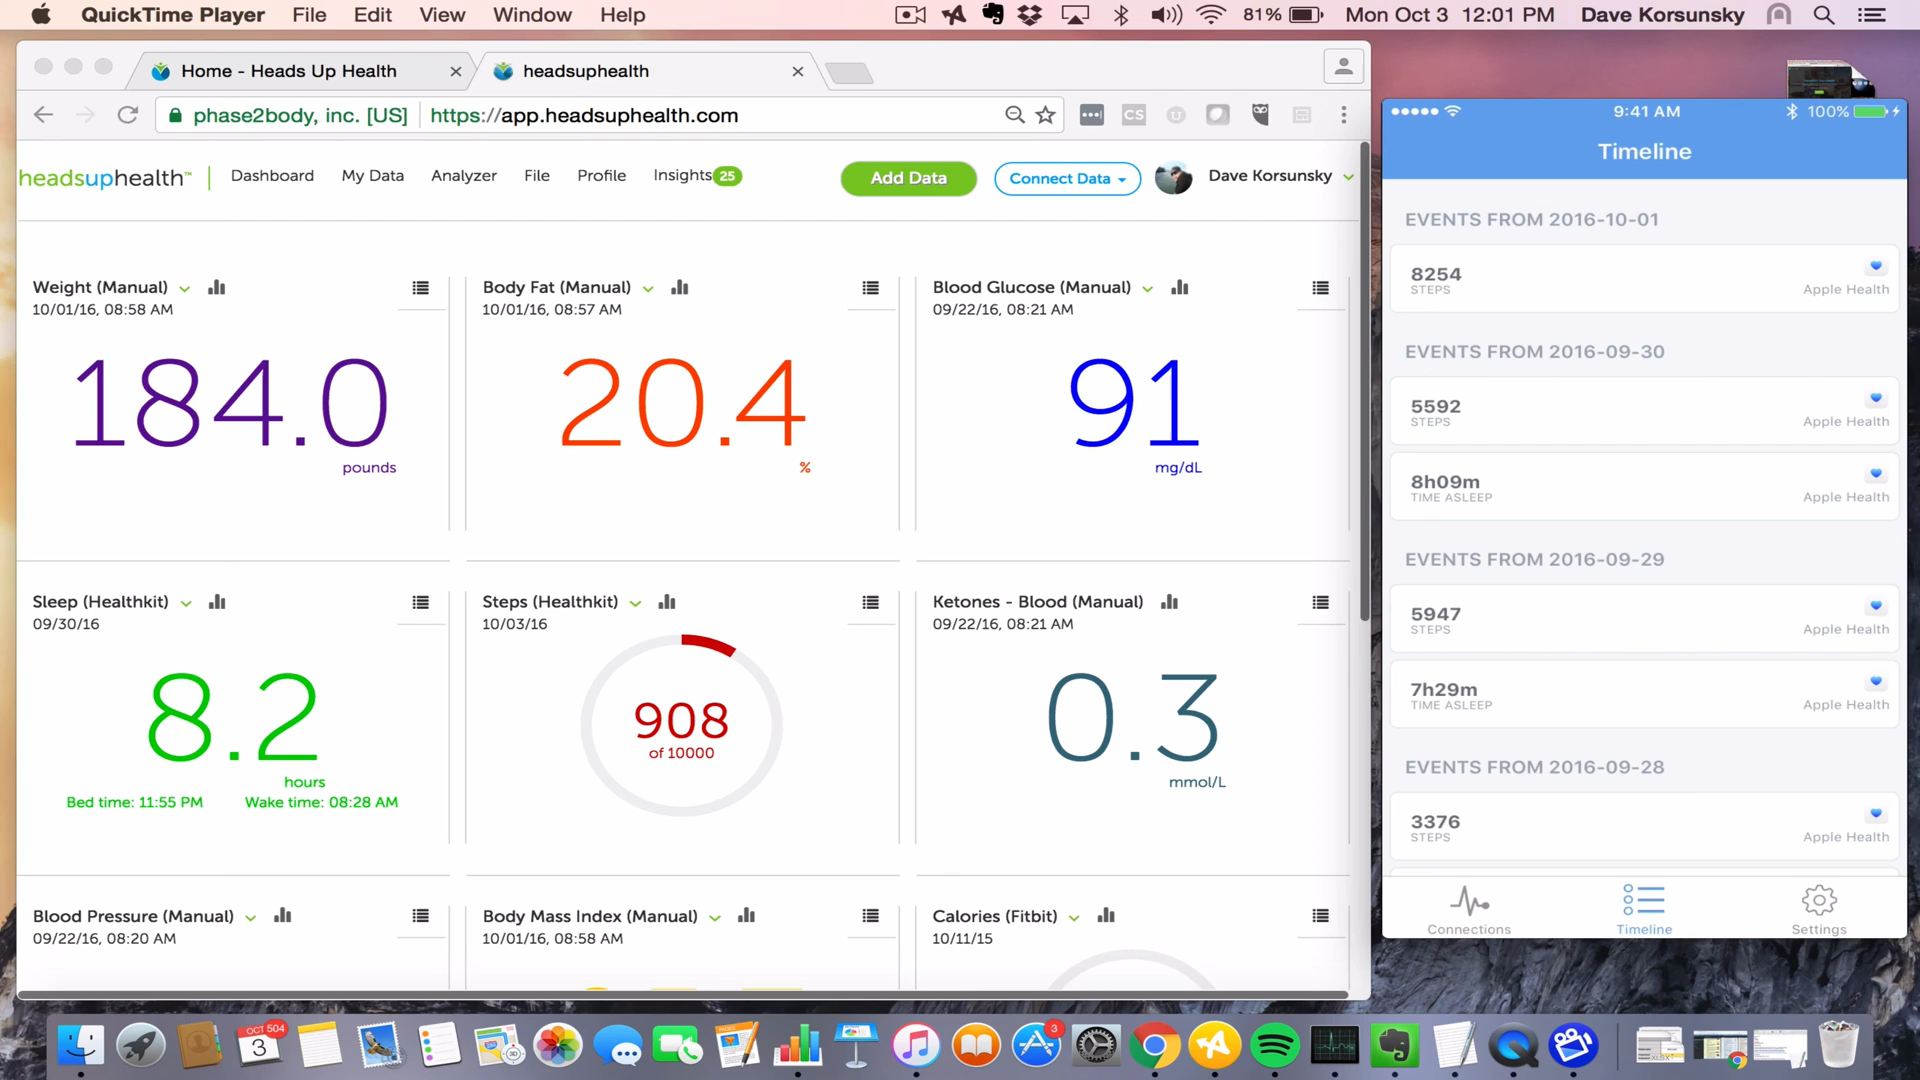 QuickTime Player File Edit View Window Help 81% Mon Oct 3 12:01 PM Dave Korsunsky
Home - Heads Up Health headsuphealth
phase2body, inc. [US] https://app.headsuphealth.com
headsuphealth™ Dashboard My Data Analyzer File Profile Insights 25 Add Data Connect Data Dave Korsunsky
Weight (Manual)
10/01/16, 08:58 AM
184.0
pounds
Body Fat (Manual)
10/01/16, 08:57 AM
20.4
%
Blood Glucose (Manual)
09/22/16, 08:21 AM
91
mg/dL
Sleep (Healthkit)
09/30/16
8.2
hours
Bed time: 11:55 PM Wake time: 08:28 AM
Steps (Healthkit)
10/03/16
908
of 10000
Ketones - Blood (Manual)
09/22/16, 08:21 AM
0.3
mmol/L
Blood Pressure (Manual)
09/22/16, 08:20 AM
Body Mass Index (Manual)
10/01/16, 08:58 AM
Calories (Fitbit)
10/11/15
9:41 AM 100%
Timeline
EVENTS FROM 2016-10-01
8254
STEPS Apple Health
EVENTS FROM 2016-09-30
5592
STEPS Apple Health
8h09m
TIME ASLEEP Apple Health
EVENTS FROM 2016-09-29
5947
STEPS Apple Health
7h29m
TIME ASLEEP Apple Health
EVENTS FROM 2016-09-28
3376
STEPS Apple Health
Connections Timeline Settings
OCT 504
3
3